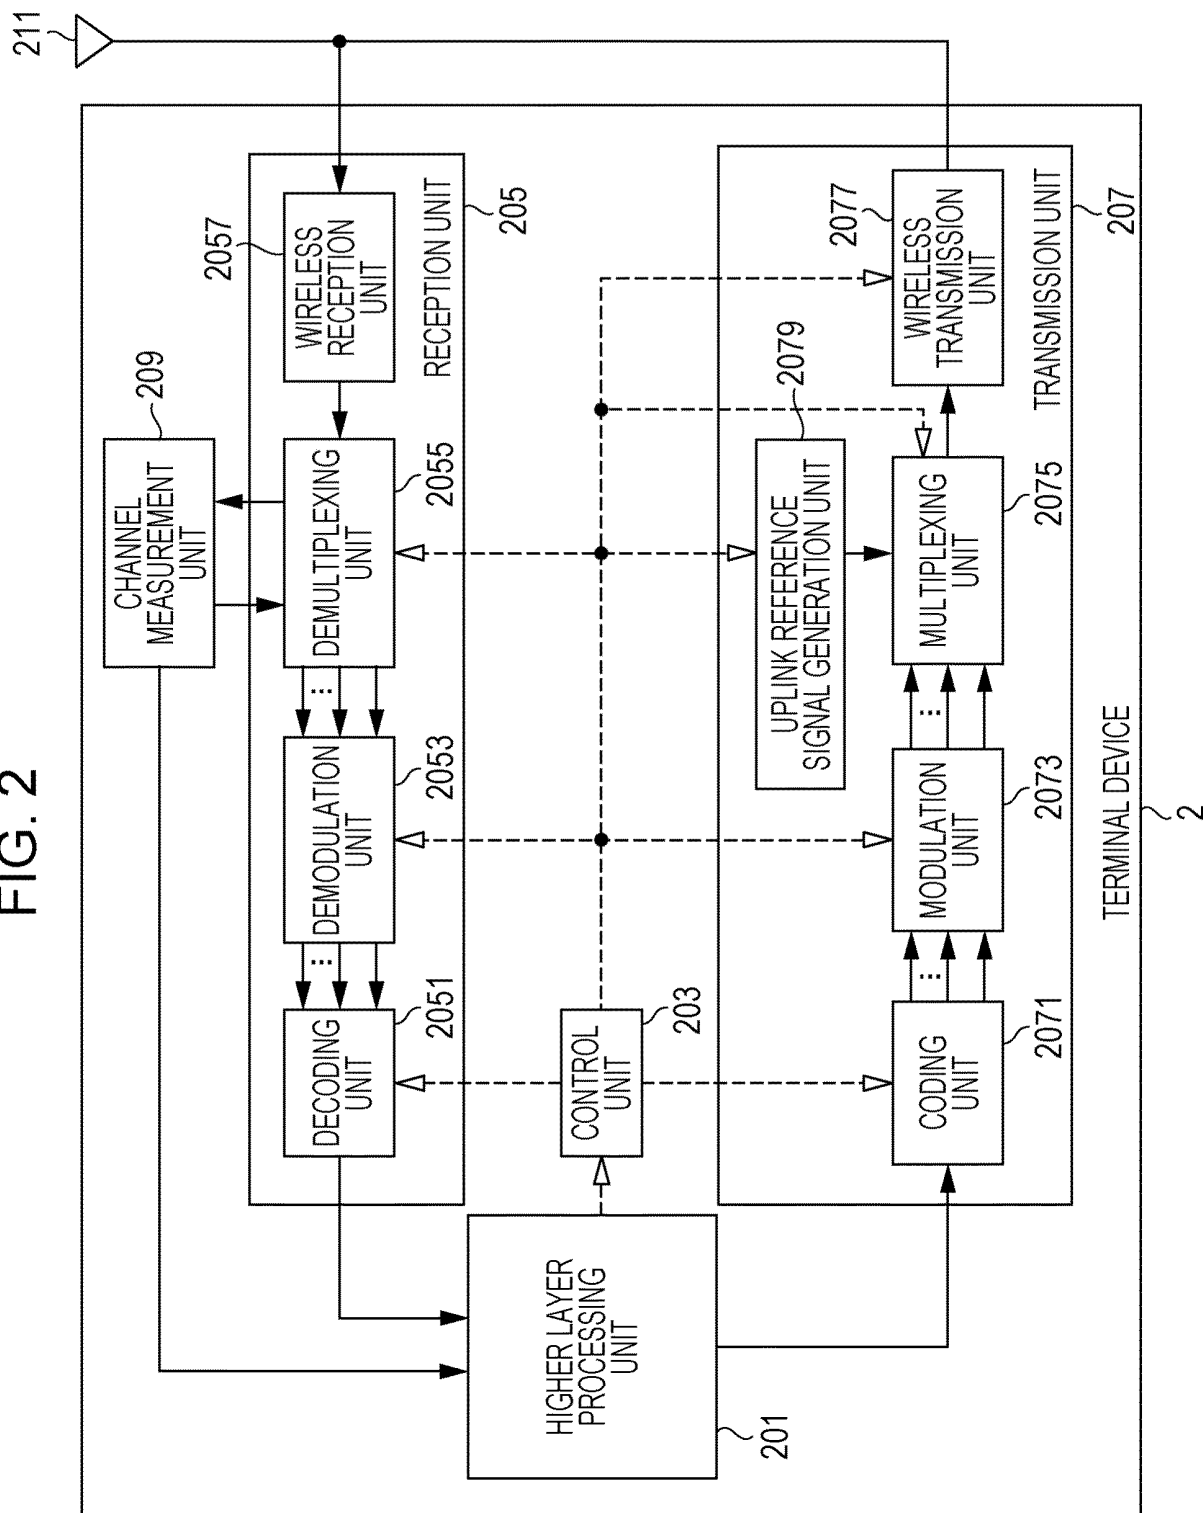 FIG. 2
211
CHANNEL
MEASUREMENT
UNIT
209
2057
WIRELESS
RECEPTION
UNIT
DEMULTIPLEXING
UNIT
2055
DEMODULATION
UNIT
2053
DECODING
UNIT
2051
RECEPTION UNIT
205
HIGHER LAYER
PROCESSING
UNIT
201
CONTROL
UNIT
203
UPLINK REFERENCE
SIGNAL GENERATION UNIT
2079
CODING
UNIT
2071
MODULATION
UNIT
2073
MULTIPLEXING
UNIT
2075
WIRELESS
TRANSMISSION
UNIT
2077
TRANSMISSION UNIT
207
TERMINAL DEVICE
2